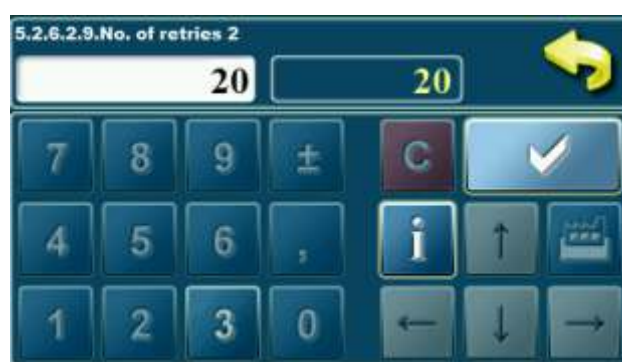 5.2.6.2.9.No. of retries 2
20 20
7 8 9 ± C
4 5 6 , i ↑
1 2 3 0 ← ↓ →